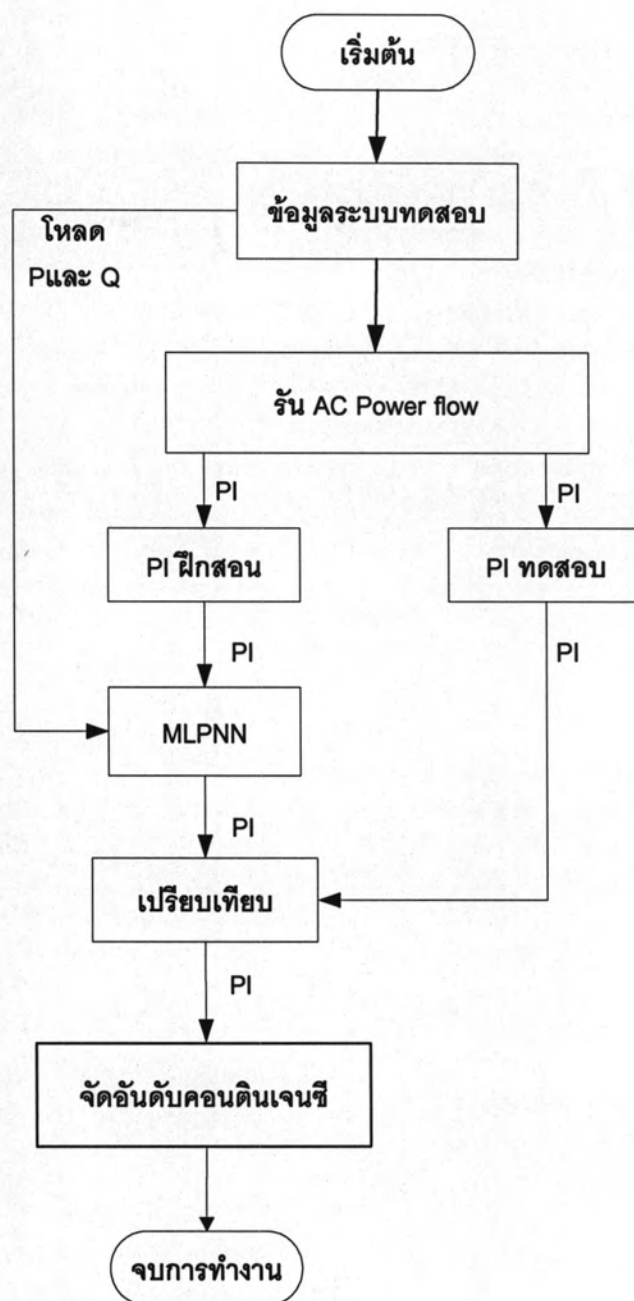 เริ่มต้น
ข้อมูลระบบทดสอบ
โหลด
Pและ Q
รัน AC Power flow
PI
PI
PI ฝึกสอน
PI ทดสอบ
PI
PI
MLPNN
PI
เปรียบเทียบ
PI
จัดอันดับคอนตินเจนซี
จบการทำงาน